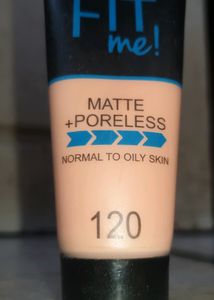 FIT
me!
MATTE
+PORELESS
NORMAL TO OILY SKIN
120